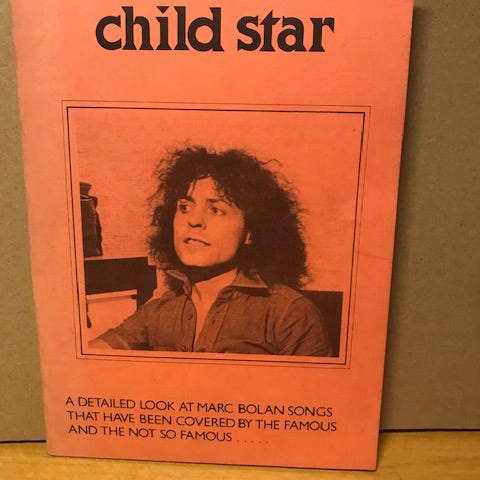 child star
A DETAILED LOOK AT MARC BOLAN SONGS
THAT HAVE BEEN COVERED BY THE FAMOUS
AND THE NOT SO FAMOUS .....